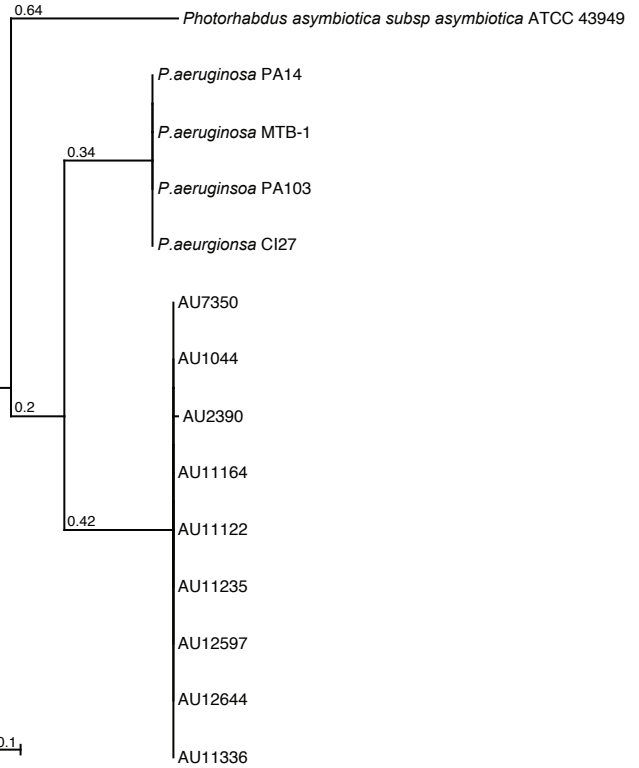 0.64
Photorhabdus asymbiotica subsp asymbiotica ATCC 43949
P.aeruginosa PA14
P.aeruginosa MTB-1
0.34
P.aeruginsoa PA103
P.aeurgionsa CI27
AU7350
AU1044
0.2
AU2390
AU11164
0.42
AU11122
AU11235
AU12597
AU12644
0.1
AU11336